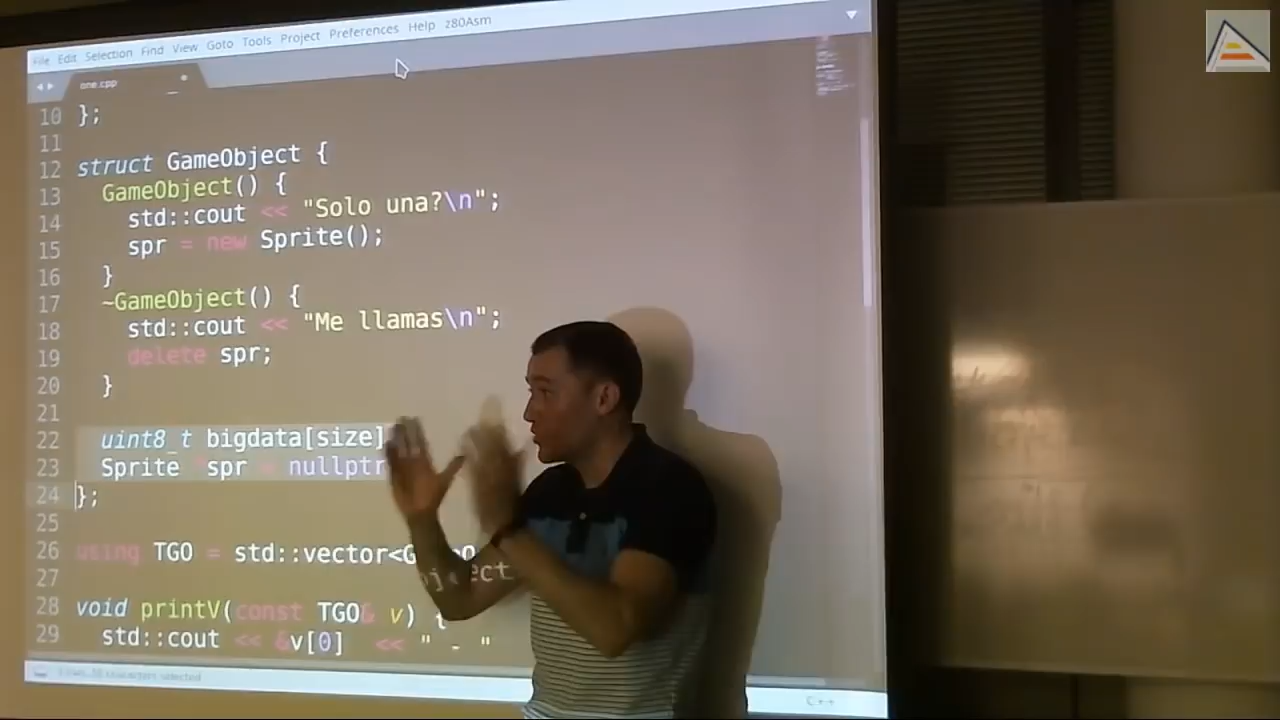 File Edit Selection Find View Goto Tools Project Preferences Help z80Asm
one.cpp
10 };
11
12 struct GameObject {
13 GameObject() {
14 std::cout << "Solo una?\n";
15 spr = new Sprite();
16 }
17 ~GameObject() {
18 std::cout << "Me llamas\n";
19 delete spr;
20 }
21
22 uint8_t bigdata[size]
23 Sprite *spr = nullptr
24 };
25
26 using TGO = std::vector<GameObject
27
28 void printV(const TGO& v) {
29 std::cout << &v[0] << " - "
characters selected
C++